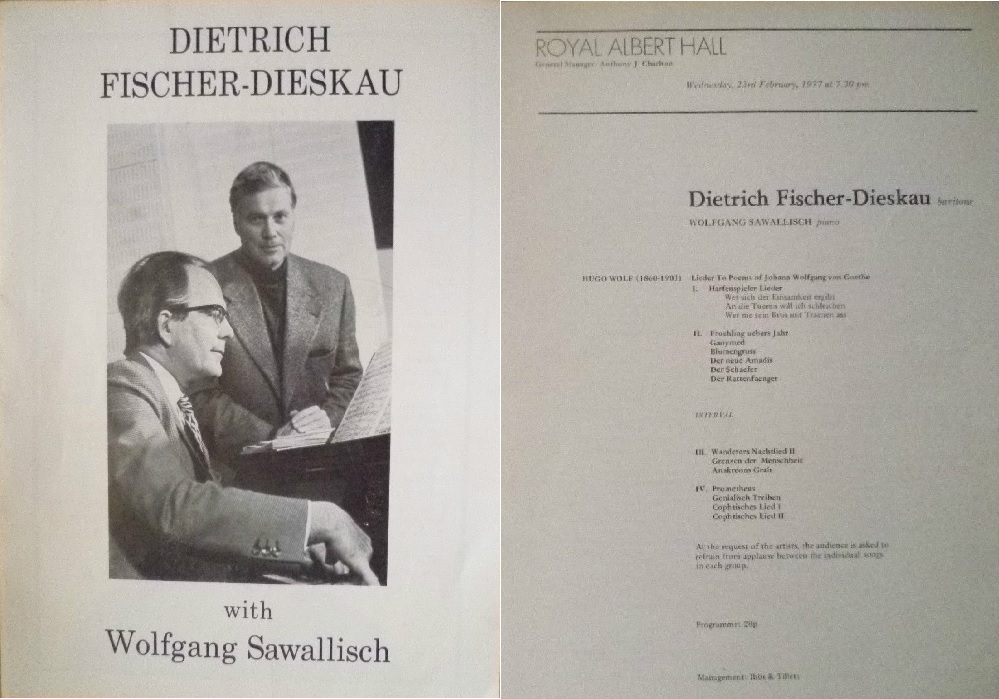 DIETRICH
FISCHER-DIESKAU
with
Wolfgang Sawallisch
ROYAL ALBERT HALL
General Manager: Anthony J. Charlton
Wednesday, 23rd February, 1977 at 7.30 pm
Dietrich Fischer-Dieskau baritone
WOLFGANG SAWALLISCH piano
HUGO WOLF (1860-1903) Lieder To Poems of Johann Wolfgang von Goethe
I. Harfenspieler Lieder
Wer sich der Einsamkeit ergibt
An die Tueren will ich schleichen
Wer nie sein Brot mit Traenen ass
II. Fruehling uebers Jahr
Ganymed
Blumengruss
Der neue Amadis
Der Schaefer
Der Rattenfaenger
INTERVAL
III. Wanderers Nachtlied II
Grenzen der Menschheit
Anakreons Grab
IV. Prometheus
Genialisch Treiben
Cophtisches Lied I
Cophtisches Lied II
At the request of the artists, the audience is asked to
refrain from applause between the individual songs
in each group.
Programme: 20p
Management: Ibbs & Tillett